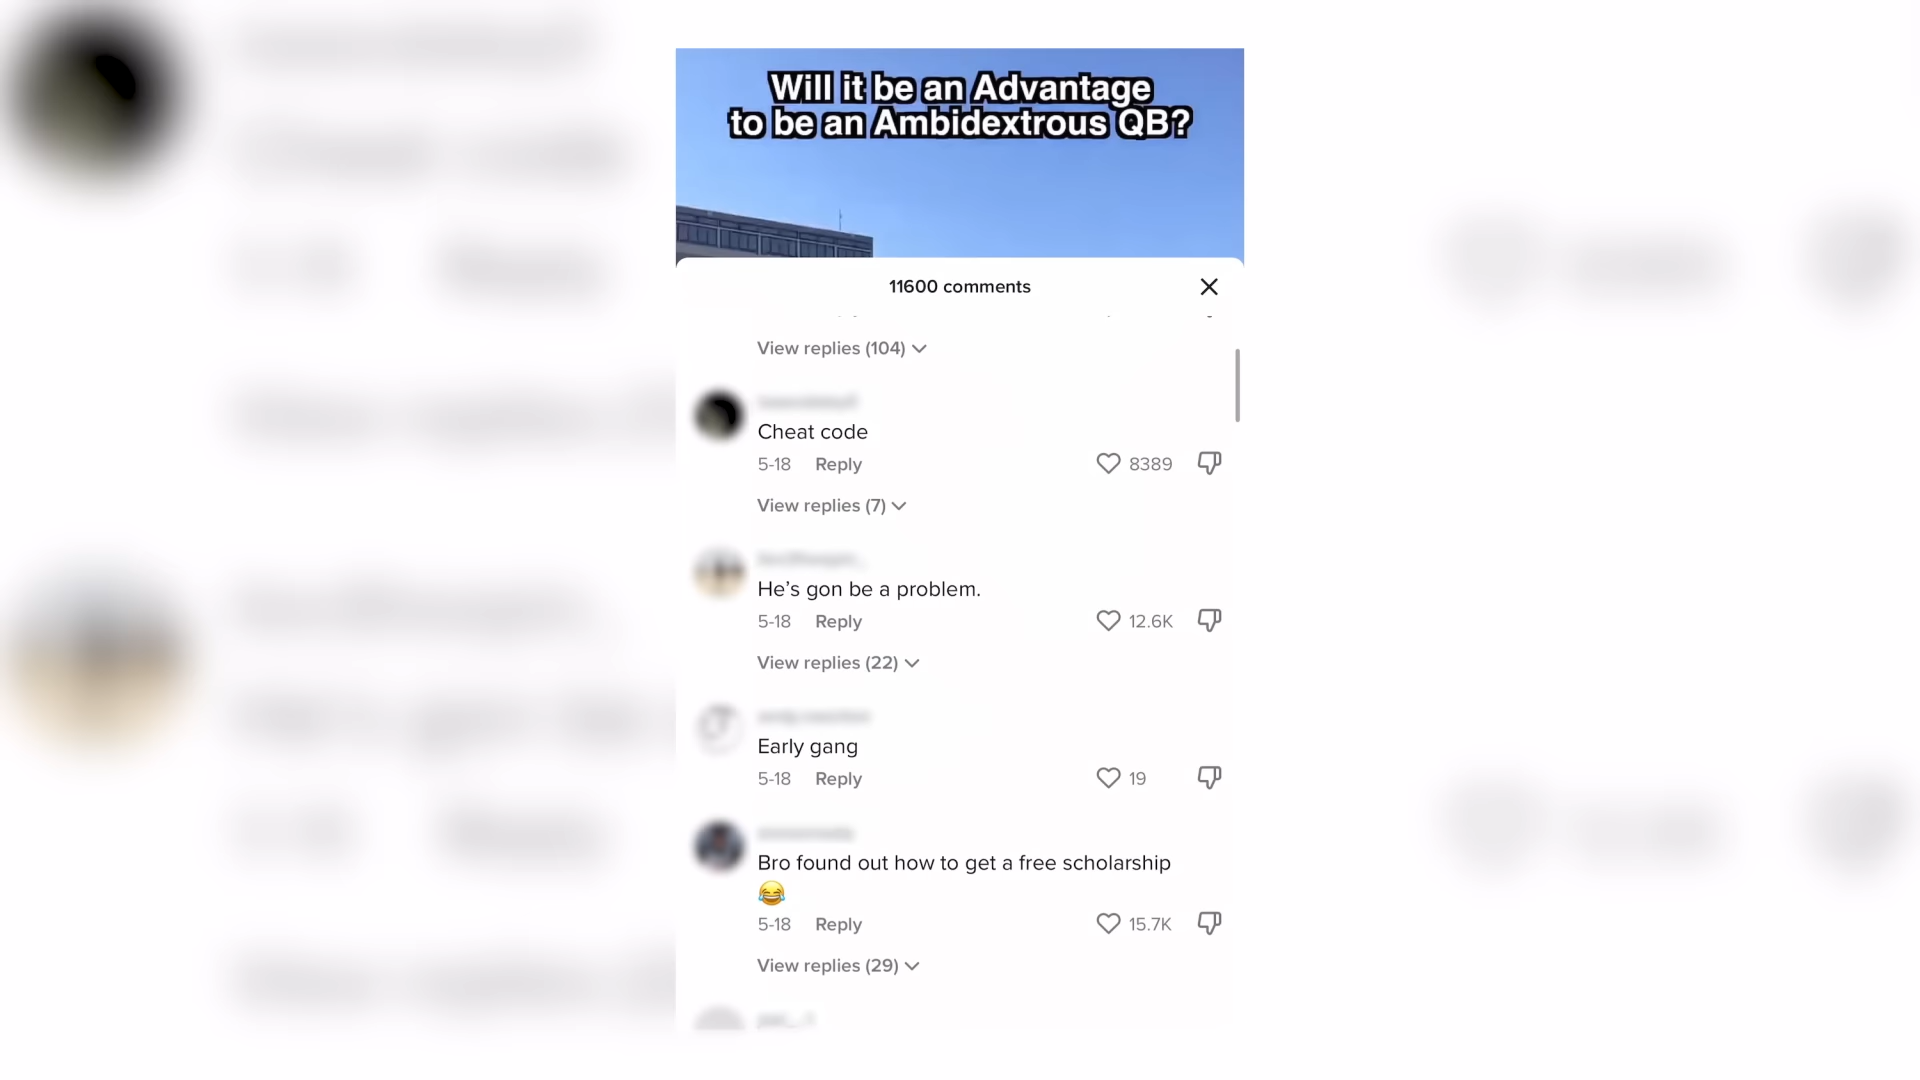 Will it be an Advantage
to be an Ambidextrous QB?
11600 comments
View replies (104)
Cheat code
5-18 Reply 8389
View replies (7)
He’s gon be a problem.
5-18 Reply 12.6K
View replies (22)
Early gang
5-18 Reply 19
Bro found out how to get a free scholarship
😂
5-18 Reply 15.7K
View replies (29)